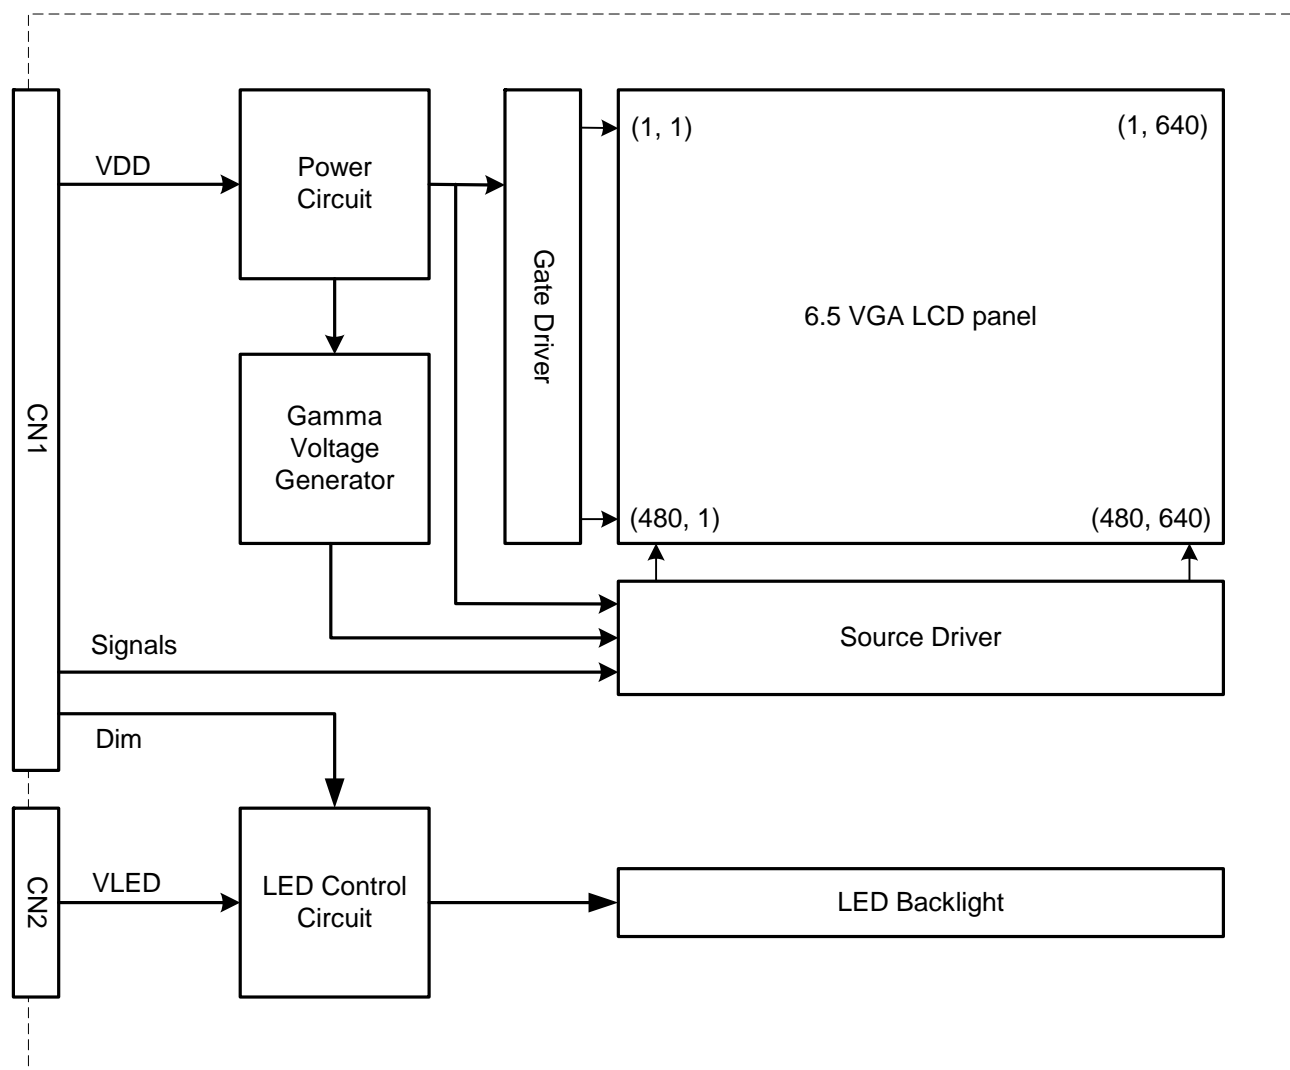 (1, 1)
(1, 640)
VDD
Power
Circuit
Gate Driver
6.5 VGA LCD panel
CN1
Gamma
Voltage
Generator
(480, 1)
(480, 640)
Signals
Source Driver
Dim
CN2
VLED
LED Control
Circuit
LED Backlight